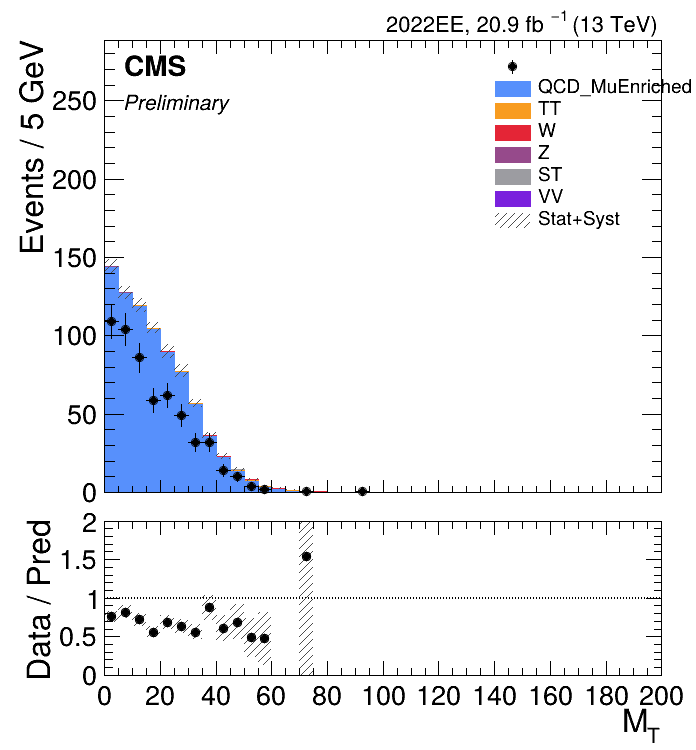 2022EE, 20.9 fb⁻¹ (13 TeV)
CMS
Preliminary
QCD_MuEnriched
TT
W
Z
ST
VV
Stat+Syst
Events / 5 GeV
250
200
150
100
50
0
Data / Pred
2
1.5
1
0.5
0
0 20 40 60 80 100 120 140 160 180 200
M_T